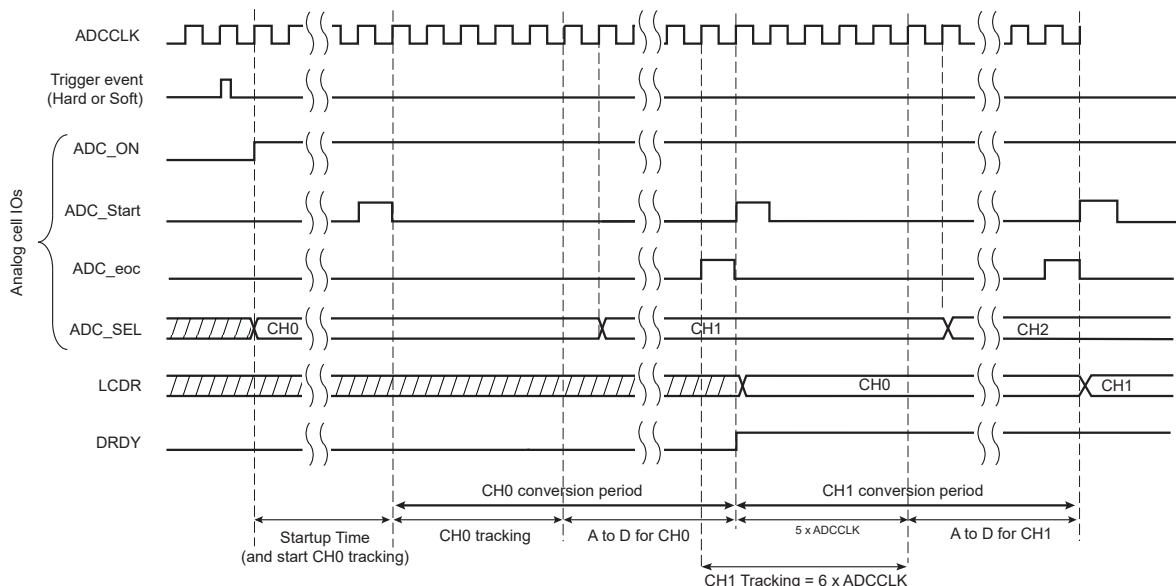 ADCCLK
Trigger event
(Hard or Soft)
Analog cell IOs
ADC_ON
ADC_Start
ADC_eoc
ADC_SEL
CH0
CH1
CH2
LCDR
CH0
CH1
DRDY
CH0 conversion period
CH1 conversion period
Startup Time
(and start CH0 tracking)
CH0 tracking
A to D for CH0
5 x ADCCLK
A to D for CH1
CH1 Tracking = 6 x ADCCLK